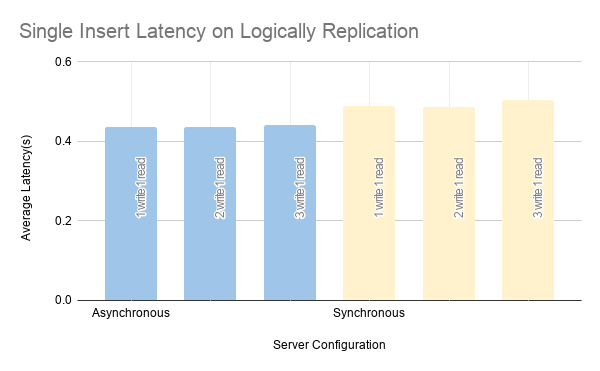 Single Insert Latency on Logically Replication
0.6
0.4
0.2
0.0
Average Latency(s)
1 write 1 read
2 write 1 read
3 write 1 read
1 write 1 read
2 write 1 read
3 write 1 read
Asynchronous
Synchronous
Server Configuration